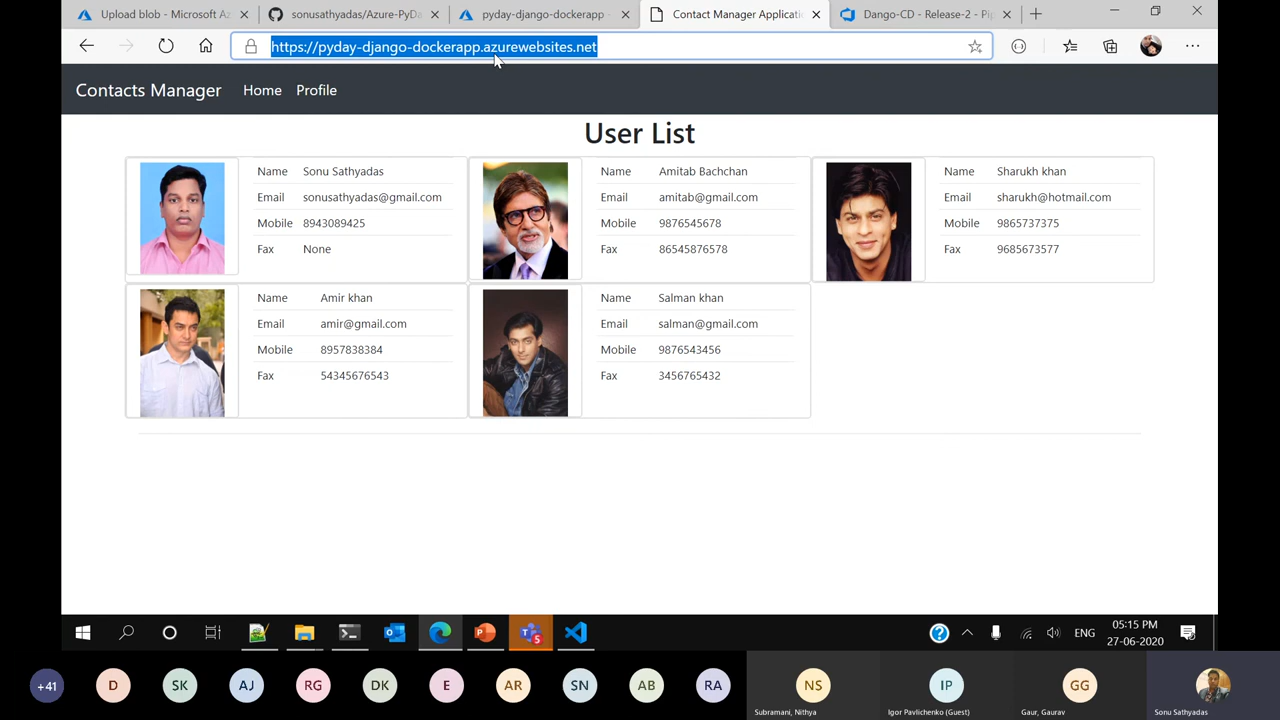 Upload blob - Microsoft Az
sonusathyadas/Azure-PyDa
pyday-django-dockerapp -
Contact Manager Applicati
Dango-CD - Release-2 - Pip
https://pyday-django-dockerapp.azurewebsites.net
Contacts Manager Home Profile
User List
Name Sonu Sathyadas
Email sonusathyadas@gmail.com
Mobile 8943089425
Fax None
Name Amitab Bachchan
Email amitab@gmail.com
Mobile 9876545678
Fax 86545876578
Name Sharukh khan
Email sharukh@hotmail.com
Mobile 9865737375
Fax 9685673577
Name Amir khan
Email amir@gmail.com
Mobile 8957838384
Fax 54345676543
Name Salman khan
Email salman@gmail.com
Mobile 9876543456
Fax 3456765432
ENG
05:15 PM
27-06-2020
+41 D SK AJ RG DK E AR SN AB RA NS IP GG
Subramani, Nithya
Igor Pavlichenko (Guest)
Gaur, Gaurav
Sonu Sathyadas